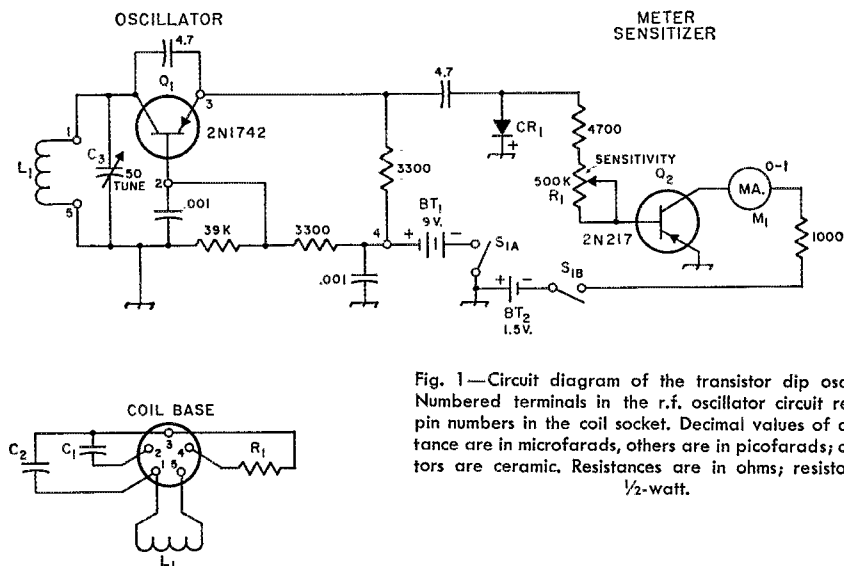 OSCILLATOR
METER
SENSITIZER
4.7
Q1
3
2N1742
4.7
CR1
+
4700
SENSITIVITY
500K
R1
Q2
0-1
MA.
M1
2N217
1000
1
L1
5
C3
50
TUNE
2
.001
39K
3300
3300
4
.001
BT1
9V.
+ -
S1A
S1B
+ -
BT2
1.5V.
COIL BASE
C2
C1
3
2
4
1
5
R1
L1
Fig. 1—Circuit diagram of the transistor dip osc
Numbered terminals in the r.f. oscillator circuit re
pin numbers in the coil socket. Decimal values of c
tance are in microfarads, others are in picofarads; c
tors are ceramic. Resistances are in ohms; resisto
½-watt.